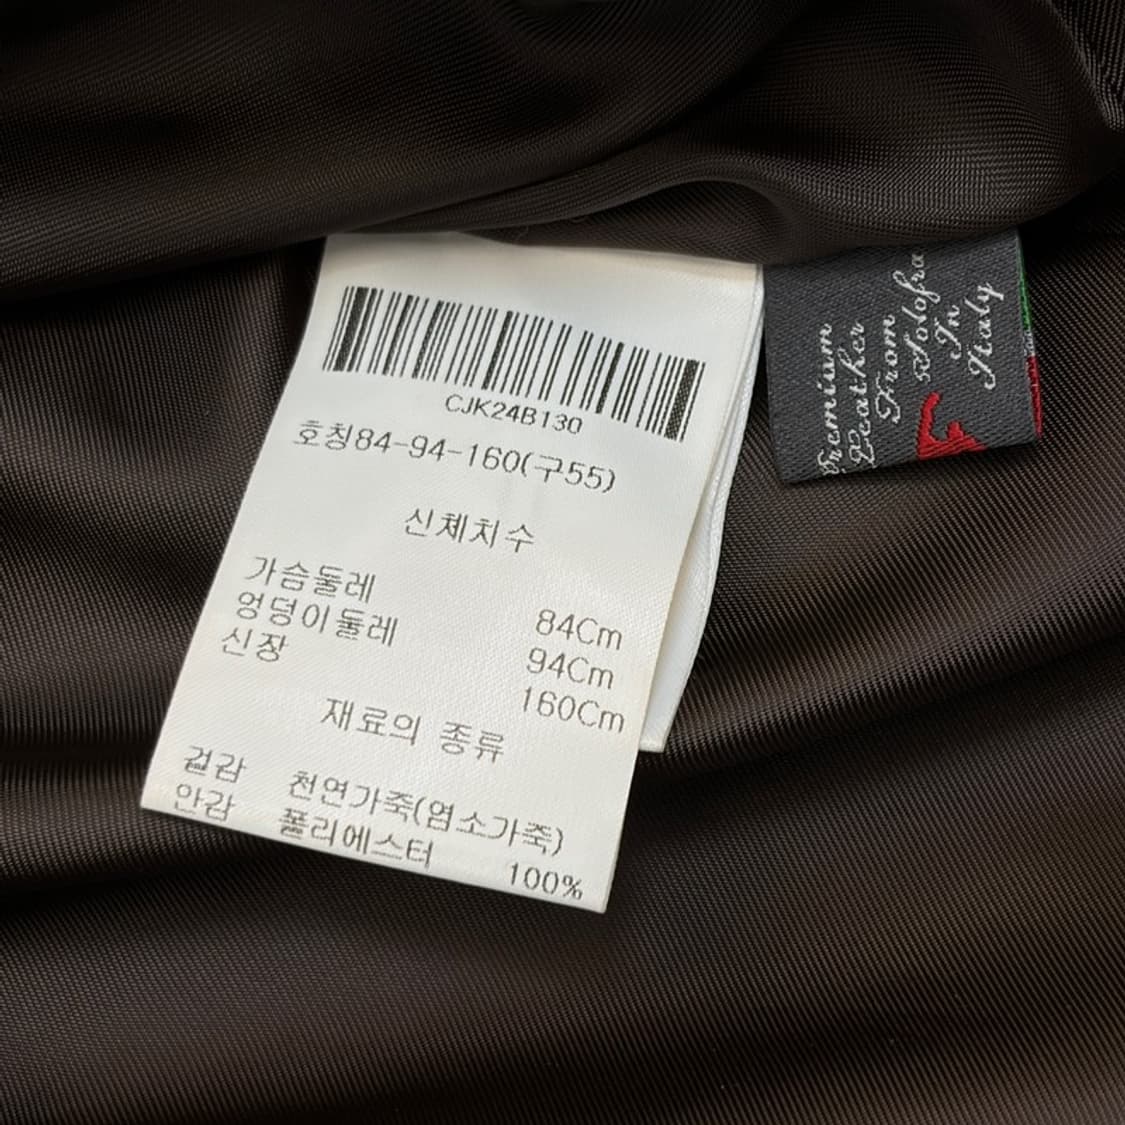 CJK24B130
호칭84-94-160(구55)
신체치수
가슴둘레 84Cm
엉덩이둘레 94Cm
신장 160Cm
재료의 종류
겉감 천연가죽(염소가죽)
안감 폴리에스터 100%
Premium
Leather
From
Solofra
In
Italy